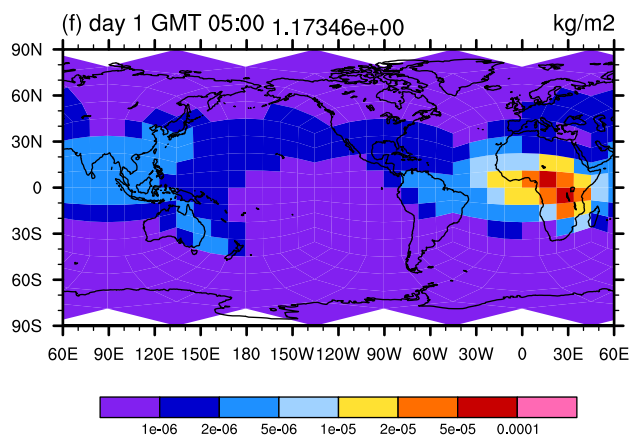 (f) day 1 GMT 05:00 1.17346e+00 kg/m2
90N
60N
30N
0
30S
60S
90S
60E 90E 120E 150E 180 150W 120W 90W 60W 30W 0 30E 60E
1e-06 2e-06 5e-06 1e-05 2e-05 5e-05 0.0001